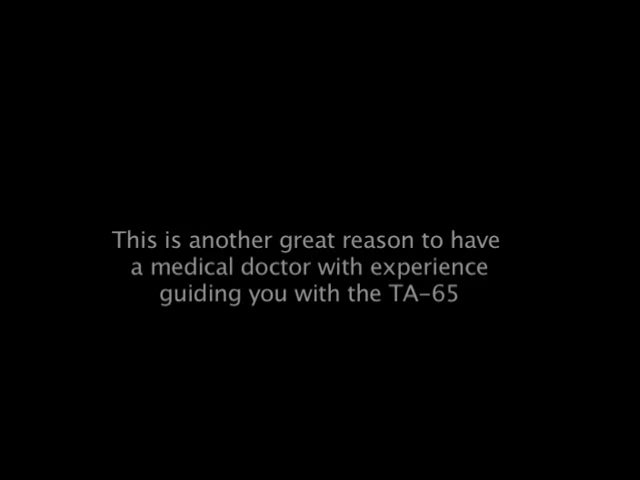 This is another great reason to have
a medical doctor with experience
guiding you with the TA-65